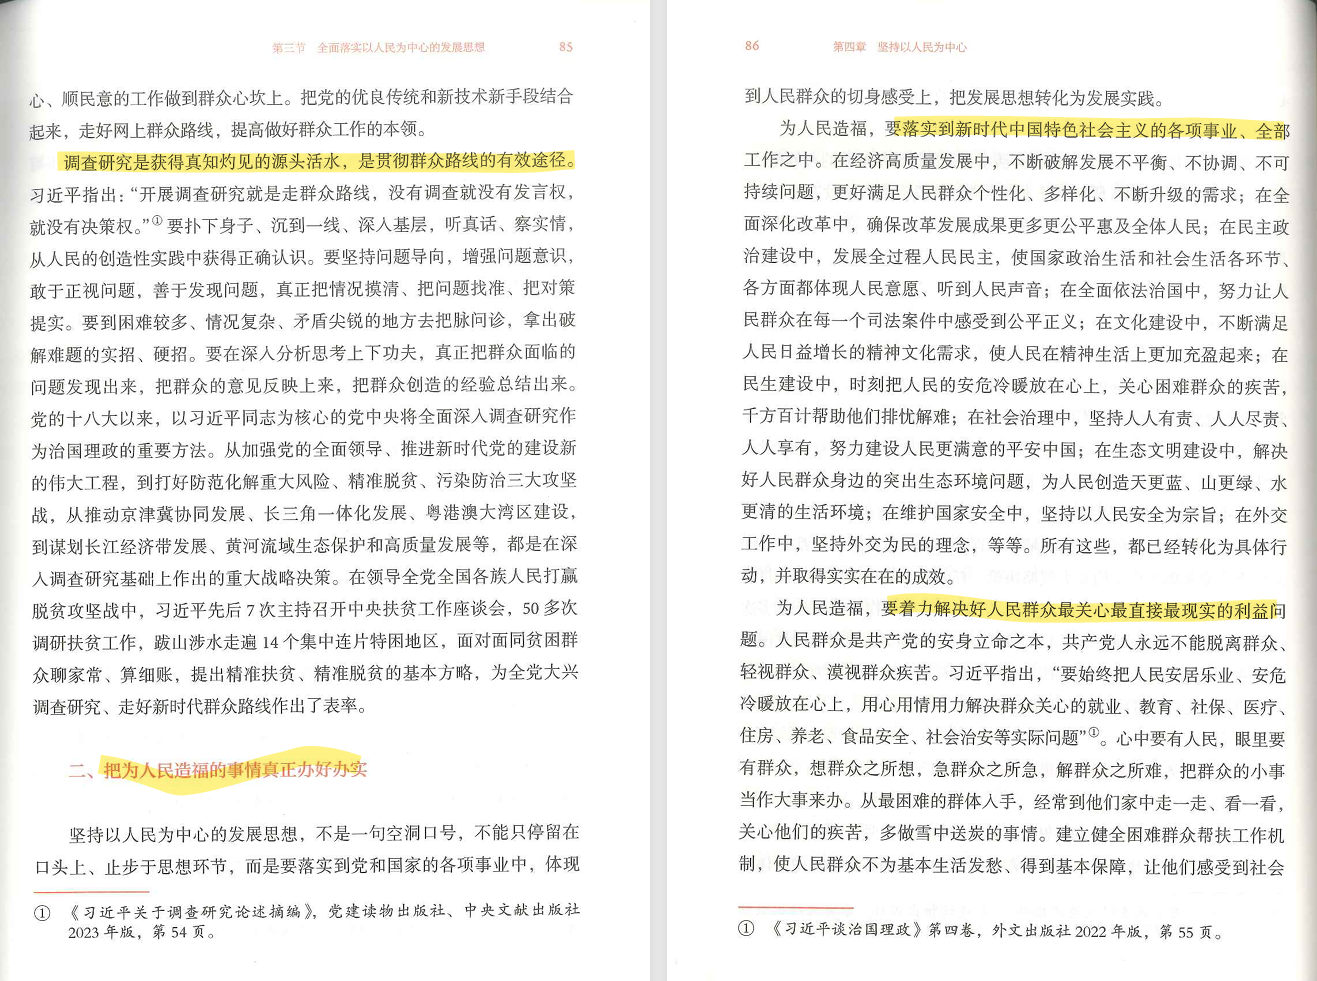 第三节 全面落实以人民为中心的发展思想 85
心、顺民意的工作做到群众心坎上。把党的优良传统和新技术新手段结合
起来，走好网上群众路线，提高做好群众工作的本领。
调查研究是获得真知灼见的源头活水，是贯彻群众路线的有效途径。
习近平指出：“开展调查研究就是走群众路线，没有调查就没有发言权，
就没有决策权。”①要扑下身子、沉到一线、深入基层，听真话、察实情，
从人民的创造性实践中获得正确认识。要坚持问题导向，增强问题意识，
敢于正视问题，善于发现问题，真正把情况摸清、把问题找准、把对策
提实。要到困难较多、情况复杂、矛盾尖锐的地方去把脉问诊，拿出破
解难题的实招、硬招。要在深入分析思考上下功夫，真正把群众面临的
问题发现出来，把群众的意见反映上来，把群众创造的经验总结出来。
党的十八大以来，以习近平同志为核心的党中央将全面深入调查研究作
为治国理政的重要方法。从加强党的全面领导、推进新时代党的建设新
的伟大工程，到打好防范化解重大风险、精准脱贫、污染防治三大攻坚
战，从推动京津冀协同发展、长三角一体化发展、粤港澳大湾区建设，
到谋划长江经济带发展、黄河流域生态保护和高质量发展等，都是在深
入调查研究基础上作出的重大战略决策。在领导全党全国各族人民打赢
脱贫攻坚战中，习近平先后 7 次主持召开中央扶贫工作座谈会，50 多次
调研扶贫工作，跋山涉水走遍 14 个集中连片特困地区，面对面同贫困群
众聊家常、算细账，提出精准扶贫、精准脱贫的基本方略，为全党大兴
调查研究、走好新时代群众路线作出了表率。
二、把为人民造福的事情真正办好办实
坚持以人民为中心的发展思想，不是一句空洞口号，不能只停留在
口头上、止步于思想环节，而是要落实到党和国家的各项事业中，体现
① 《习近平关于调查研究论述摘编》，党建读物出版社、中央文献出版社
2023 年版，第 54 页。
86 第四章 坚持以人民为中心
到人民群众的切身感受上，把发展思想转化为发展实践。
为人民造福，要落实到新时代中国特色社会主义的各项事业、全部
工作之中。在经济高质量发展中，不断破解发展不平衡、不协调、不可
持续问题，更好满足人民群众个性化、多样化、不断升级的需求；在全
面深化改革中，确保改革发展成果更多更公平惠及全体人民；在民主政
治建设中，发展全过程人民民主，使国家政治生活和社会生活各环节、
各方面都体现人民意愿、听到人民声音；在全面依法治国中，努力让人
民群众在每一个司法案件中感受到公平正义；在文化建设中，不断满足
人民日益增长的精神文化需求，使人民在精神生活上更加充盈起来；在
民生建设中，时刻把人民的安危冷暖放在心上，关心困难群众的疾苦，
千方百计帮助他们排忧解难；在社会治理中，坚持人人有责、人人尽责、
人人享有，努力建设人民更满意的平安中国；在生态文明建设中，解决
好人民群众身边的突出生态环境问题，为人民创造天更蓝、山更绿、水
更清的生活环境；在维护国家安全中，坚持以人民安全为宗旨；在外交
工作中，坚持外交为民的理念，等等。所有这些，都已经转化为具体行
动，并取得实实在在的成效。
为人民造福，要着力解决好人民群众最关心最直接最现实的利益问
题。人民群众是共产党的安身立命之本，共产党人永远不能脱离群众、
轻视群众、漠视群众疾苦。习近平指出，“要始终把人民安居乐业、安危
冷暖放在心上，用心用情用力解决群众关心的就业、教育、社保、医疗、
住房、养老、食品安全、社会治安等实际问题”①。心中要有人民，眼里要
有群众，想群众之所想，急群众之所急，解群众之所难，把群众的小事
当作大事来办。从最困难的群体入手，经常到他们家中走一走、看一看，
关心他们的疾苦，多做雪中送炭的事情。建立健全困难群众帮扶工作机
制，使人民群众不为基本生活发愁、得到基本保障，让他们感受到社会
① 《习近平谈治国理政》第四卷，外文出版社 2022 年版，第 55 页。